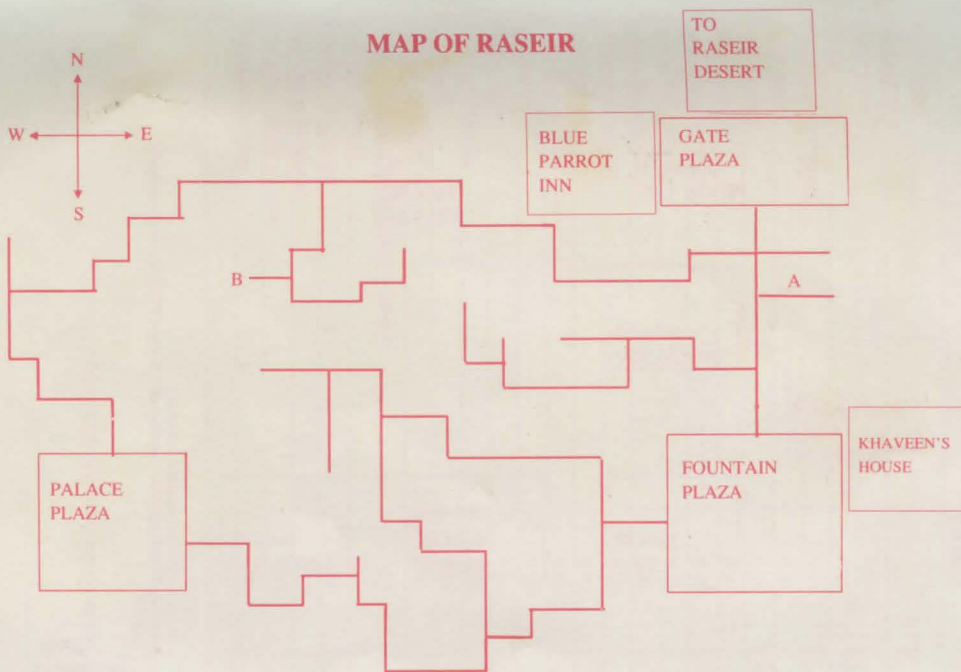 MAP OF RASEIR
TO
RASEIR
DESERT
N
W
E
S
BLUE
PARROT
INN
GATE
PLAZA
B
A
PALACE
PLAZA
FOUNTAIN
PLAZA
KHAVEEN'S
HOUSE